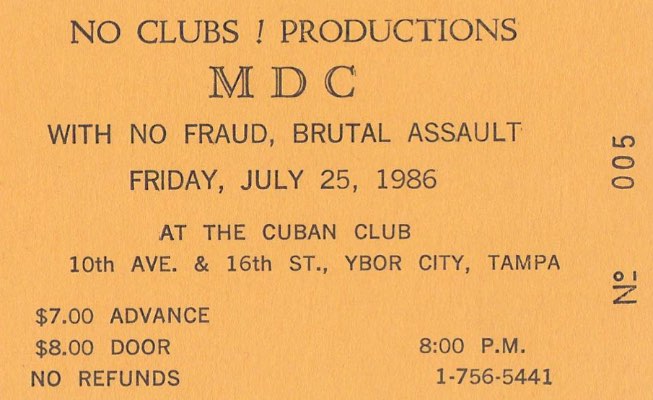 NO CLUBS ! PRODUCTIONS
MDC
WITH NO FRAUD, BRUTAL ASSAULT
FRIDAY, JULY 25, 1986
AT THE CUBAN CLUB
10th AVE. & 16th ST., YBOR CITY, TAMPA
$7.00 ADVANCE
$8.00 DOOR
8:00 P.M.
NO REFUNDS
1-756-5441
Nº 005